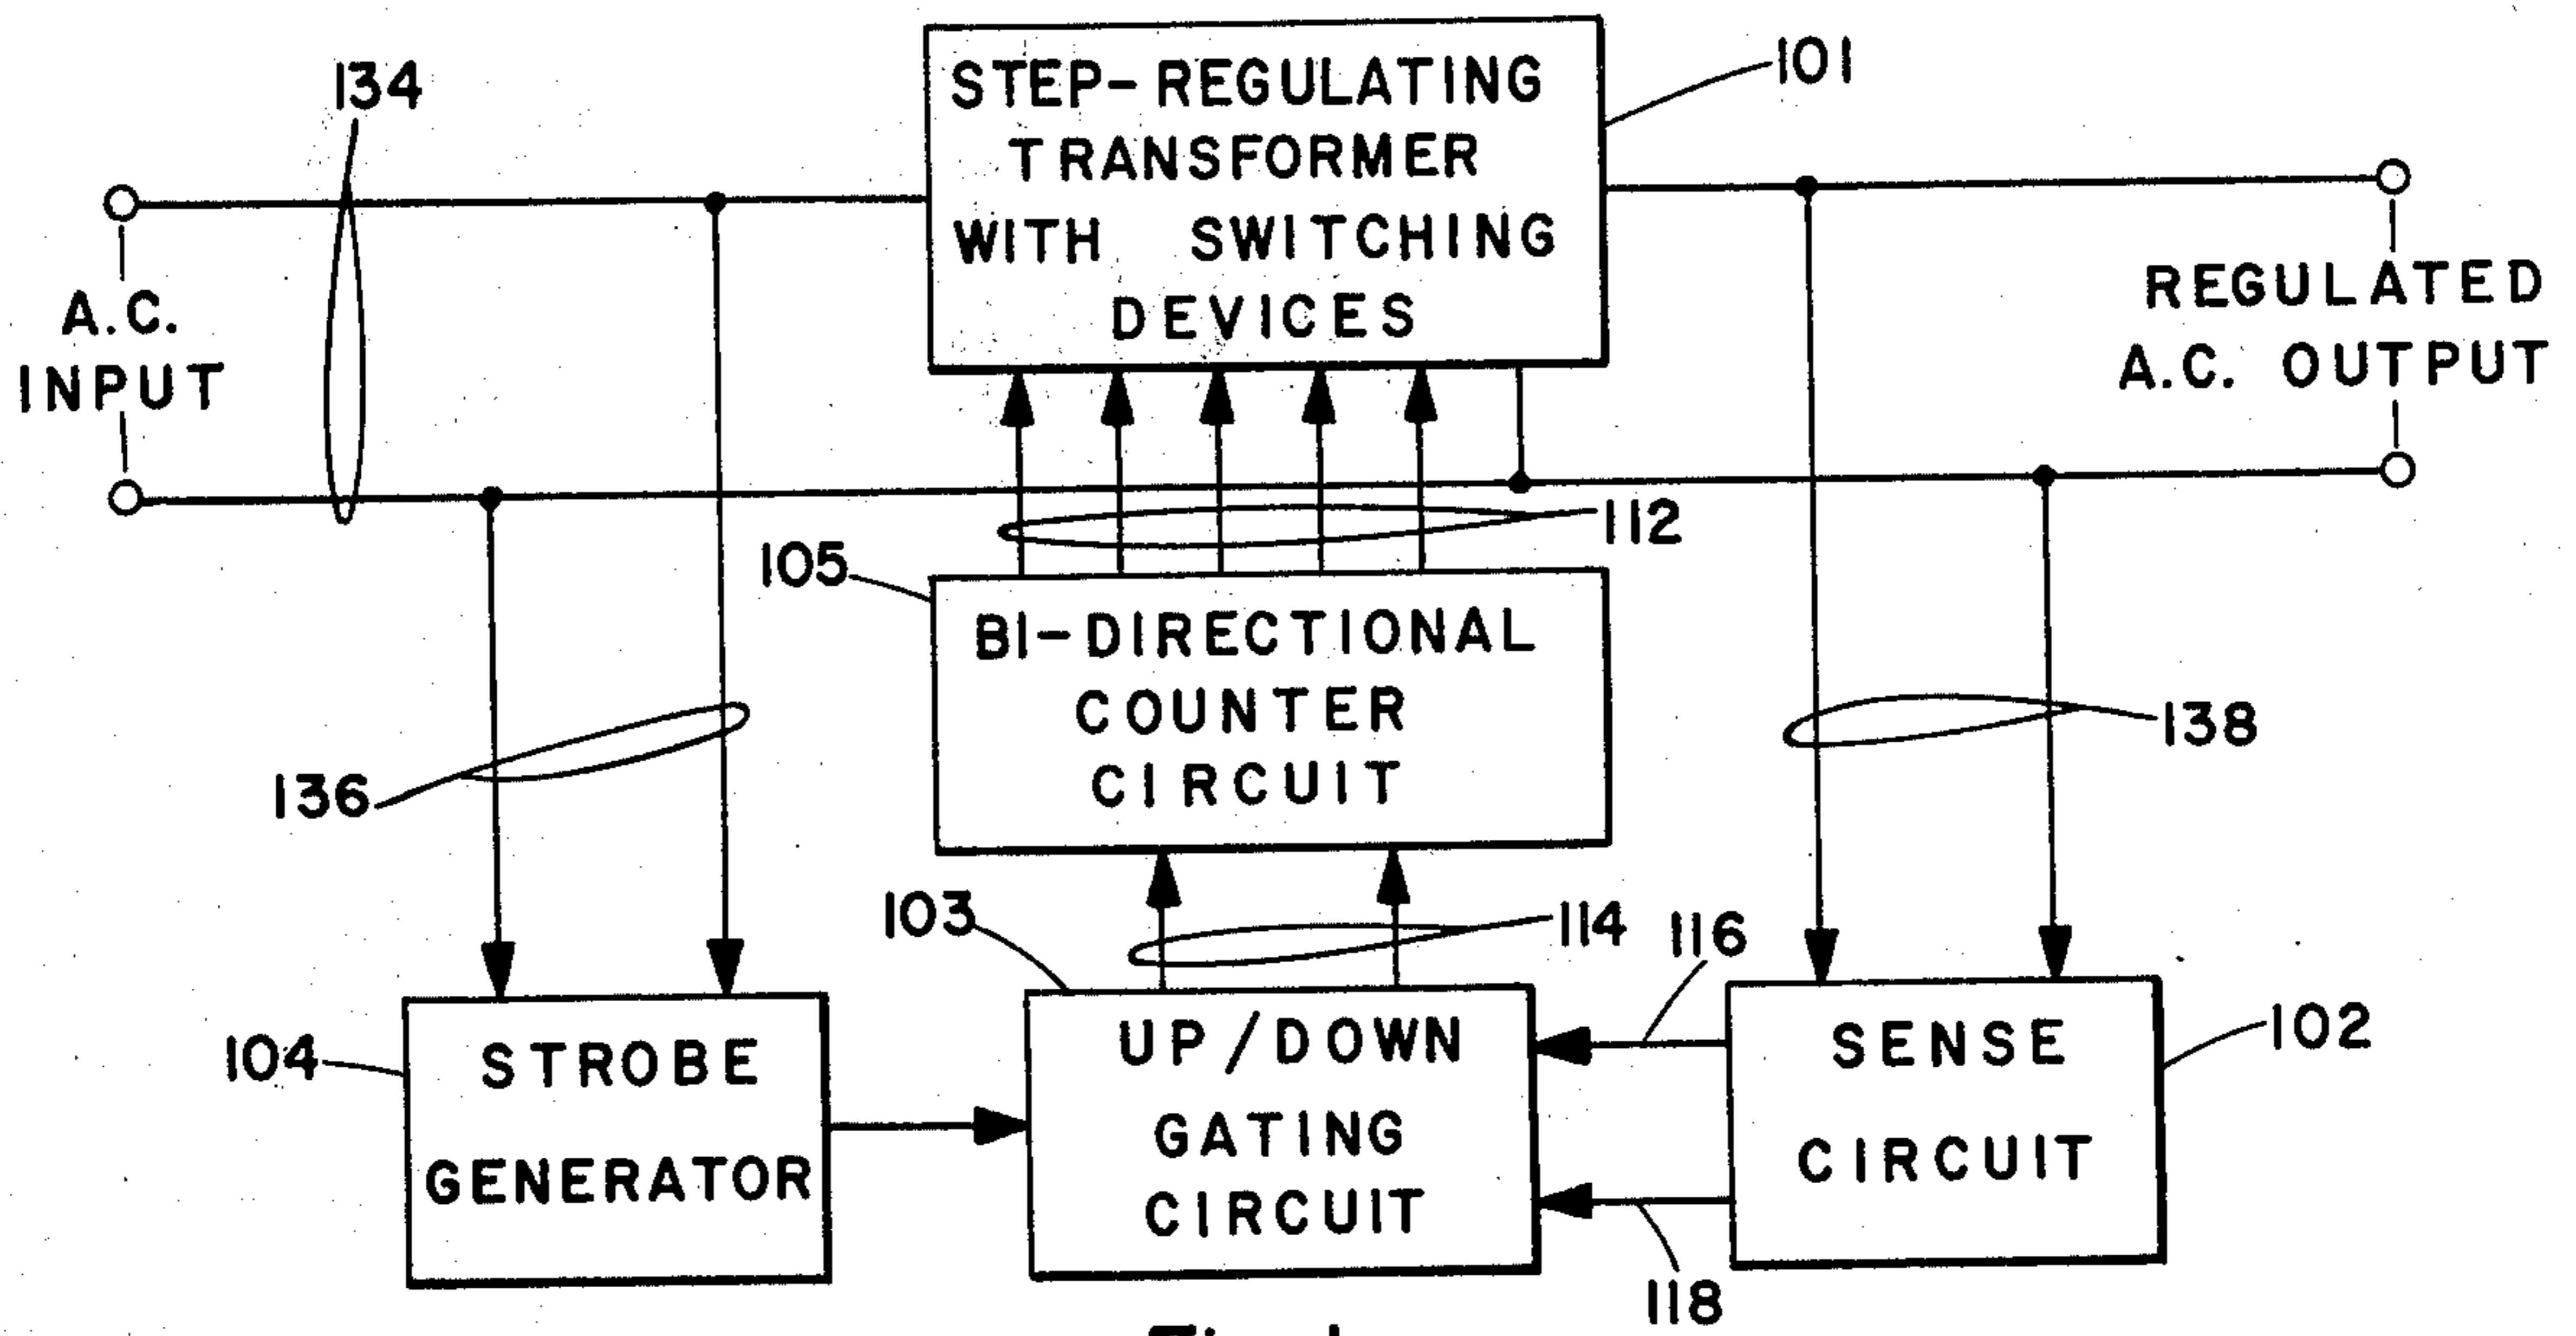 134
STEP-REGULATING
TRANSFORMER
WITH SWITCHING
DEVICES
101
A.C.
INPUT
REGULATED
A.C. OUTPUT
112
105
BI-DIRECTIONAL
COUNTER
CIRCUIT
136
138
103
114
116
104
STROBE
GENERATOR
UP/DOWN
GATING
CIRCUIT
SENSE
CIRCUIT
102
118